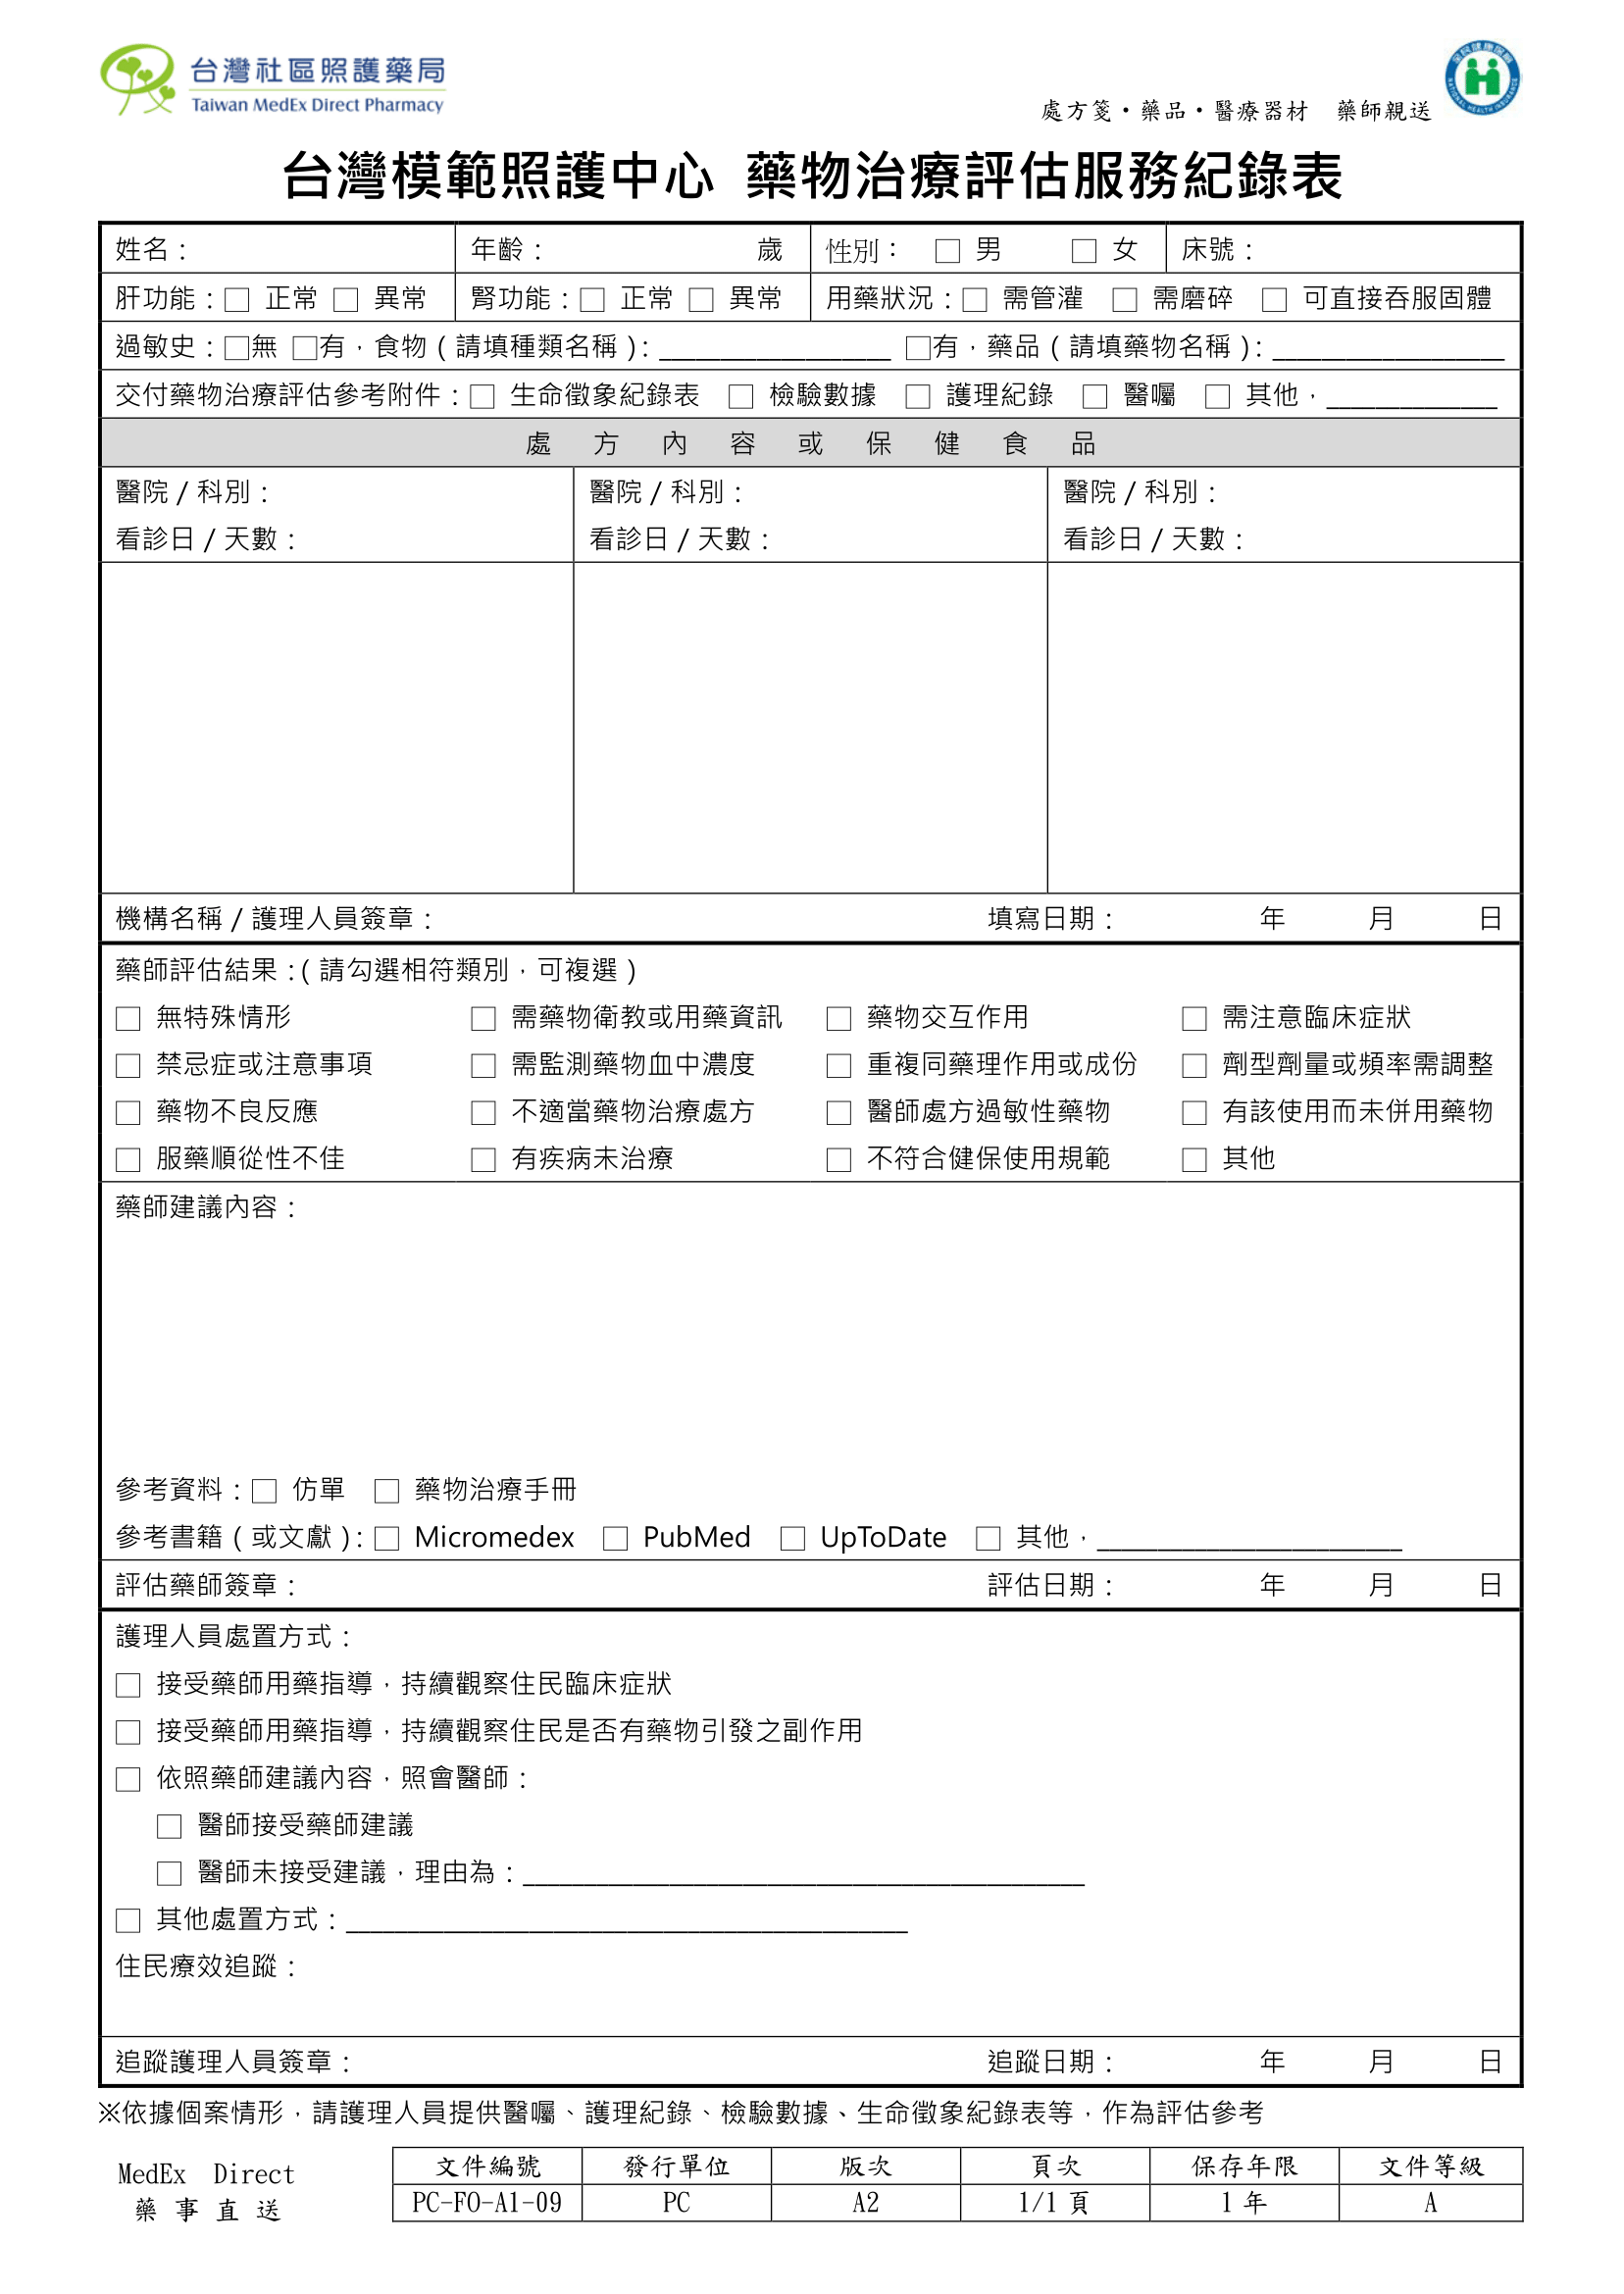 台灣社區照護藥局
Taiwan MedEx Direct Pharmacy
全民健康保險
NATIONAL HEALTH INSURANCE
處方箋•藥品•醫療器材 藥師親送
台灣模範照護中心 藥物治療評估服務紀錄表
姓名： 年齡： 歲 性別： □ 男 □ 女 床號：
肝功能：□ 正常 □ 異常 腎功能：□ 正常 □ 異常 用藥狀況：□ 需管灌 □ 需磨碎 □ 可直接吞服固體
過敏史：□無 □有，食物（請填種類名稱）：_________________ □有，藥品（請填藥物名稱）：_________________
交付藥物治療評估參考附件：□ 生命徵象紀錄表 □ 檢驗數據 □ 護理紀錄 □ 醫囑 □ 其他，____________
處 方 內 容 或 保 健 食 品
醫院/科別： 醫院/科別： 醫院/科別：
看診日/天數： 看診日/天數： 看診日/天數：
機構名稱/護理人員簽章： 填寫日期： 年 月 日
藥師評估結果：（請勾選相符類別，可複選）
□ 無特殊情形 □ 需藥物衛教或用藥資訊 □ 藥物交互作用 □ 需注意臨床症狀
□ 禁忌症或注意事項 □ 需監測藥物血中濃度 □ 重複同藥理作用或成份 □ 劑型劑量或頻率需調整
□ 藥物不良反應 □ 不適當藥物治療處方 □ 醫師處方過敏性藥物 □ 有該使用而未併用藥物
□ 服藥順從性不佳 □ 有疾病未治療 □ 不符合健保使用規範 □ 其他
藥師建議內容：
參考資料：□ 仿單 □ 藥物治療手冊
參考書籍（或文獻）：□ Micromedex □ PubMed □ UpToDate □ 其他，______________________
評估藥師簽章： 評估日期： 年 月 日
護理人員處置方式：
□ 接受藥師用藥指導，持續觀察住民臨床症狀
□ 接受藥師用藥指導，持續觀察住民是否有藥物引發之副作用
□ 依照藥師建議內容，照會醫師：
□ 醫師接受藥師建議
□ 醫師未接受建議，理由為：________________________________________
□ 其他處置方式：________________________________________
住民療效追蹤：
追蹤護理人員簽章： 追蹤日期： 年 月 日
※依據個案情形，請護理人員提供醫囑、護理紀錄、檢驗數據、生命徵象紀錄表等，作為評估參考
MedEx Direct
藥 事 直 送
文件編號 發行單位 版次 頁次 保存年限 文件等級
PC-FO-A1-09 PC A2 1/1 頁 1 年 A